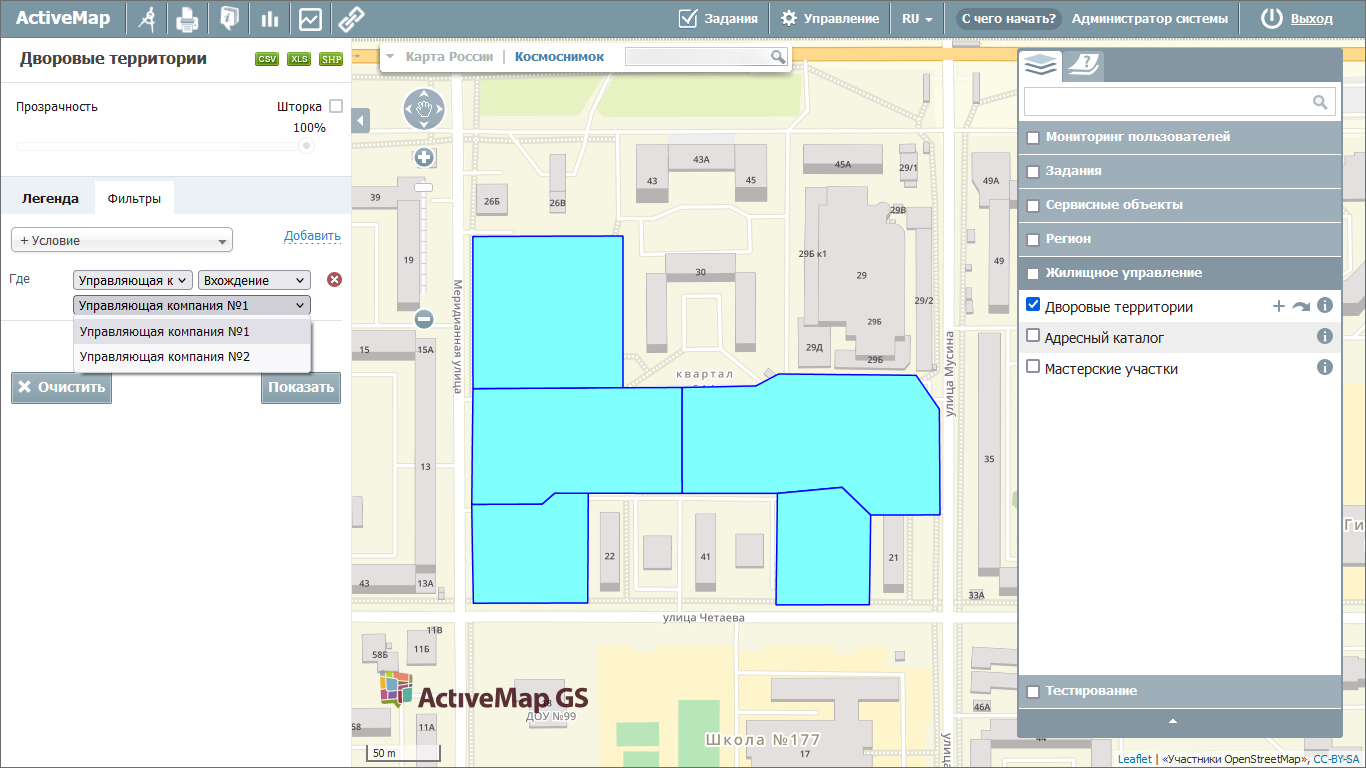 ActiveMap
Задания
Управление
RU
С чего начать?
Администратор системы
Выход
Дворовые территории
CSV
XLS
SHP
Прозрачность
Шторка
100%
Легенда
Фильтры
+ Условие
Добавить
Где
Управляющая к
Вхождение
Управляющая компания №1
Управляющая компания №1
Управляющая компания №2
Очистить
Показать
Карта России | Космоснимок
Мониторинг пользователей
Задания
Сервисные объекты
Регион
Жилищное управление
Дворовые территории
Адресный каталог
Мастерские участки
Тестирование
43А
45А
29/1
43
45
49А
39
26Б
26В
29В
19
29Б к1
49
30
29
29/2
Меридианная улица
29Б
15
15А
29Д
29Б
квартал
улица Мусина
13
35
22
41
21
43
13А
33А
улица Четаева
11В
11Б
58Б
ActiveMap GS
ДОУ №99
46А
58
11А
Школа №177
17
44
50 m
Leaflet | «Участники OpenStreetMap», CC-BY-SA